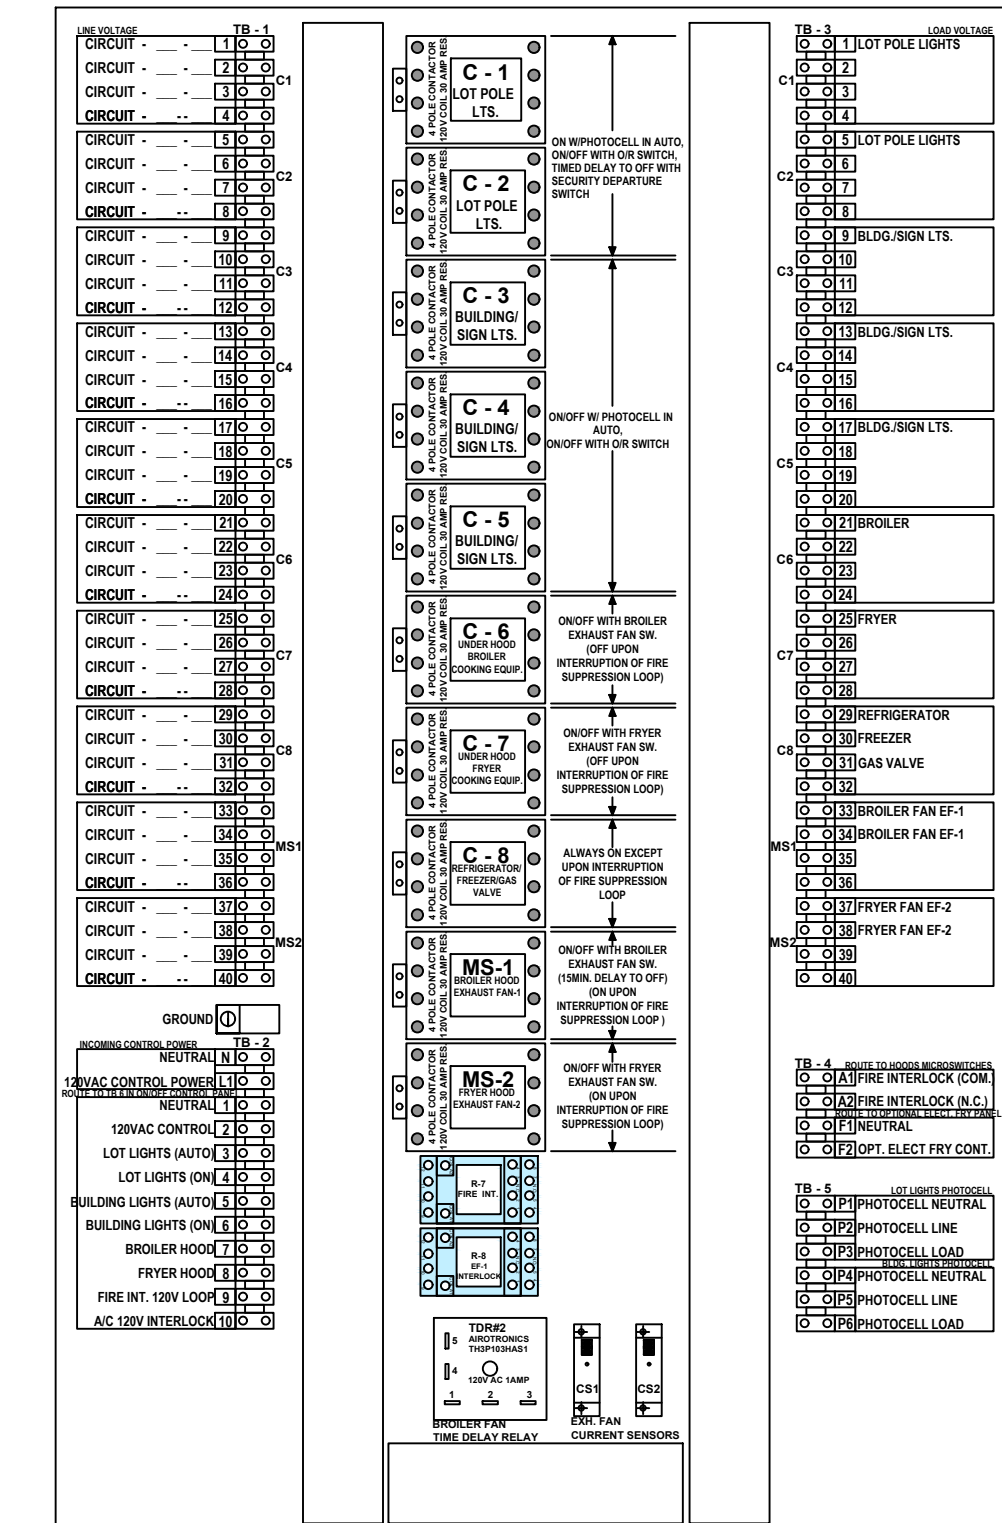 LINE VOLTAGE
TB - 1
CIRCUIT - ___ - ___ 1
CIRCUIT - ___ - ___ 2
CIRCUIT - ___ - ___ 3
CIRCUIT - ___ -- ___ 4
C1
CIRCUIT - ___ - ___ 5
CIRCUIT - ___ - ___ 6
CIRCUIT - ___ - ___ 7
CIRCUIT - ___ -- ___ 8
C2
CIRCUIT - ___ - ___ 9
CIRCUIT - ___ - ___ 10
CIRCUIT - ___ - ___ 11
CIRCUIT - ___ -- ___ 12
C3
CIRCUIT - ___ - ___ 13
CIRCUIT - ___ - ___ 14
CIRCUIT - ___ - ___ 15
CIRCUIT - ___ -- ___ 16
C4
CIRCUIT - ___ - ___ 17
CIRCUIT - ___ - ___ 18
CIRCUIT - ___ - ___ 19
CIRCUIT - ___ -- ___ 20
C5
CIRCUIT - ___ - ___ 21
CIRCUIT - ___ - ___ 22
CIRCUIT - ___ - ___ 23
CIRCUIT - ___ -- ___ 24
C6
CIRCUIT - ___ - ___ 25
CIRCUIT - ___ - ___ 26
CIRCUIT - ___ - ___ 27
CIRCUIT - ___ -- ___ 28
C7
CIRCUIT - ___ - ___ 29
CIRCUIT - ___ - ___ 30
CIRCUIT - ___ - ___ 31
CIRCUIT - ___ -- ___ 32
C8
CIRCUIT - ___ - ___ 33
CIRCUIT - ___ - ___ 34
CIRCUIT - ___ - ___ 35
CIRCUIT - ___ -- ___ 36
MS1
CIRCUIT - ___ - ___ 37
CIRCUIT - ___ - ___ 38
CIRCUIT - ___ - ___ 39
CIRCUIT - ___ -- ___ 40
MS2
GROUND
INCOMING CONTROL POWER
TB - 2
NEUTRAL N
120VAC CONTROL POWER L1
ROUTE TO TB 6 IN ON/OFF CONTROL PANEL
NEUTRAL 1
120VAC CONTROL 2
LOT LIGHTS (AUTO) 3
LOT LIGHTS (ON) 4
BUILDING LIGHTS (AUTO) 5
BUILDING LIGHTS (ON) 6
BROILER HOOD 7
FRYER HOOD 8
FIRE INT. 120V LOOP 9
A/C 120V INTERLOCK 10
4 POLE CONTACTOR
120V COIL 30 AMP RES.
C - 1
LOT POLE
LTS.
4 POLE CONTACTOR
120V COIL 30 AMP RES.
C - 2
LOT POLE
LTS.
ON W/PHOTOCELL IN AUTO,
ON/OFF WITH O/R SWITCH,
TIMED DELAY TO OFF WITH
SECURITY DEPARTURE
SWITCH
4 POLE CONTACTOR
120V COIL 30 AMP RES.
C - 3
BUILDING/
SIGN LTS.
4 POLE CONTACTOR
120V COIL 30 AMP RES.
C - 4
BUILDING/
SIGN LTS.
ON/OFF W/ PHOTOCELL IN
AUTO,
ON/OFF WITH O/R SWITCH
4 POLE CONTACTOR
120V COIL 30 AMP RES.
C - 5
BUILDING/
SIGN LTS.
4 POLE CONTACTOR
120V COIL 30 AMP RES.
C - 6
UNDER HOOD
BROILER
COOKING EQUIP.
ON/OFF WITH BROILER
EXHAUST FAN SW.
(OFF UPON
INTERRUPTION OF FIRE
SUPPRESSION LOOP)
4 POLE CONTACTOR
120V COIL 30 AMP RES.
C - 7
UNDER HOOD
FRYER
COOKING EQUIP.
ON/OFF WITH FRYER
EXHAUST FAN SW.
(OFF UPON
INTERRUPTION OF FIRE
SUPPRESSION LOOP)
4 POLE CONTACTOR
120V COIL 30 AMP RES.
C - 8
REFRIGERATOR/
FREEZER/GAS
VALVE
ALWAYS ON EXCEPT
UPON INTERRUPTION
OF FIRE SUPPRESSION
LOOP
4 POLE CONTACTOR
120V COIL 30 AMP RES.
MS-1
BROILER HOOD
EXHAUST FAN-1
ON/OFF WITH BROILER
EXHAUST FAN SW.
(15MIN. DELAY TO OFF)
(ON UPON
INTERRUPTION OF FIRE
SUPPRESSION LOOP )
4 POLE CONTACTOR
120V COIL 30 AMP RES.
MS-2
FRYER HOOD
EXHAUST FAN-2
ON/OFF WITH FRYER
EXHAUST FAN SW.
(ON UPON
INTERRUPTION OF FIRE
SUPPRESSION LOOP)
R-7
FIRE INT.
R-8
EF-1
INTERLOCK
TDR#2
AIROTRONICS
TH3P103HAS1
5
4
120V AC 1AMP
1 2 3
BROILER FAN
TIME DELAY RELAY
CS1 CS2
EXH. FAN
CURRENT SENSORS
TB - 3
LOAD VOLTAGE
1 LOT POLE LIGHTS
2
3
4
C1
5 LOT POLE LIGHTS
6
7
8
C2
9 BLDG./SIGN LTS.
10
11
12
C3
13 BLDG./SIGN LTS.
14
15
16
C4
17 BLDG./SIGN LTS.
18
19
20
C5
21 BROILER
22
23
24
C6
25 FRYER
26
27
28
C7
29 REFRIGERATOR
30 FREEZER
31 GAS VALVE
32
C8
33 BROILER FAN EF-1
34 BROILER FAN EF-1
35
36
MS1
37 FRYER FAN EF-2
38 FRYER FAN EF-2
39
40
MS2
TB - 4
ROUTE TO HOODS MICROSWITCHES
A1 FIRE INTERLOCK (COM.)
A2 FIRE INTERLOCK (N.C.)
ROUTE TO OPTIONAL ELECT. FRY PANEL
F1 NEUTRAL
F2 OPT. ELECT FRY CONT.
TB - 5
LOT LIGHTS PHOTOCELL
P1 PHOTOCELL NEUTRAL
P2 PHOTOCELL LINE
P3 PHOTOCELL LOAD
BLDG. LIGHTS PHOTOCELL
P4 PHOTOCELL NEUTRAL
P5 PHOTOCELL LINE
P6 PHOTOCELL LOAD